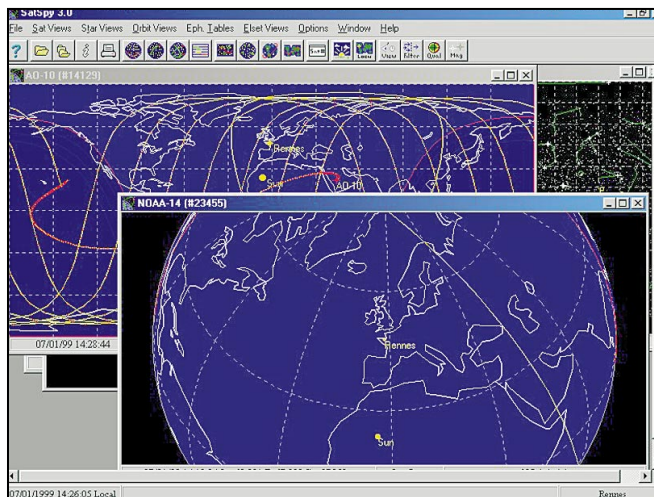 SatSpy 3.0
File Sat Views Star Views Orbit Views Eph. Tables Elset Views Options Window Help
AO-10 (#14129)
Rennes
Sun
AO-10
NOAA-14 (#23455)
Rennes
Sun
07/01/99 14:28:44
07/01/1999 14:26:05 Local
Rennes